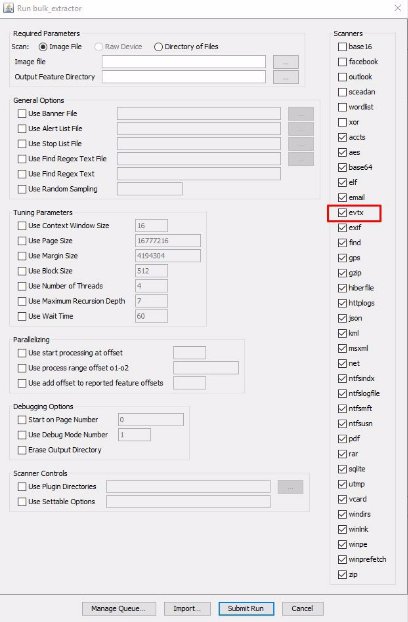 Run bulk_extractor
Required Parameters
Scan: Image File Raw Device Directory of Files
Image file ...
Output Feature Directory ...
General Options
Use Banner File ...
Use Alert List File ...
Use Stop List File ...
Use Find Regex Text File ...
Use Find Regex Text
Use Random Sampling
Tuning Parameters
Use Context Window Size 16
Use Page Size 16777216
Use Margin Size 4194304
Use Block Size 512
Use Number of Threads 4
Use Maximum Recursion Depth 7
Use Wait Time 60
Parallelizing
Use start processing at offset
Use process range offset o1-o2
Use add offset to reported feature offsets
Debugging Options
Start on Page Number 0
Use Debug Mode Number 1
Erase Output Directory
Scanner Controls
Use Plugin Directories ...
Use Settable Options
Scanners
base16
facebook
outlook
sceadan
wordlist
xor
accts
aes
base64
elf
email
evtx
exif
find
gps
gzip
hiberfile
httplogs
json
kml
msxml
net
ntfsindx
ntfslogfile
ntfsmft
ntfsusn
pdf
rar
sqlite
utmp
vcard
windirs
winlnk
winpe
winprefetch
zip
Manage Queue... Import... Submit Run Cancel